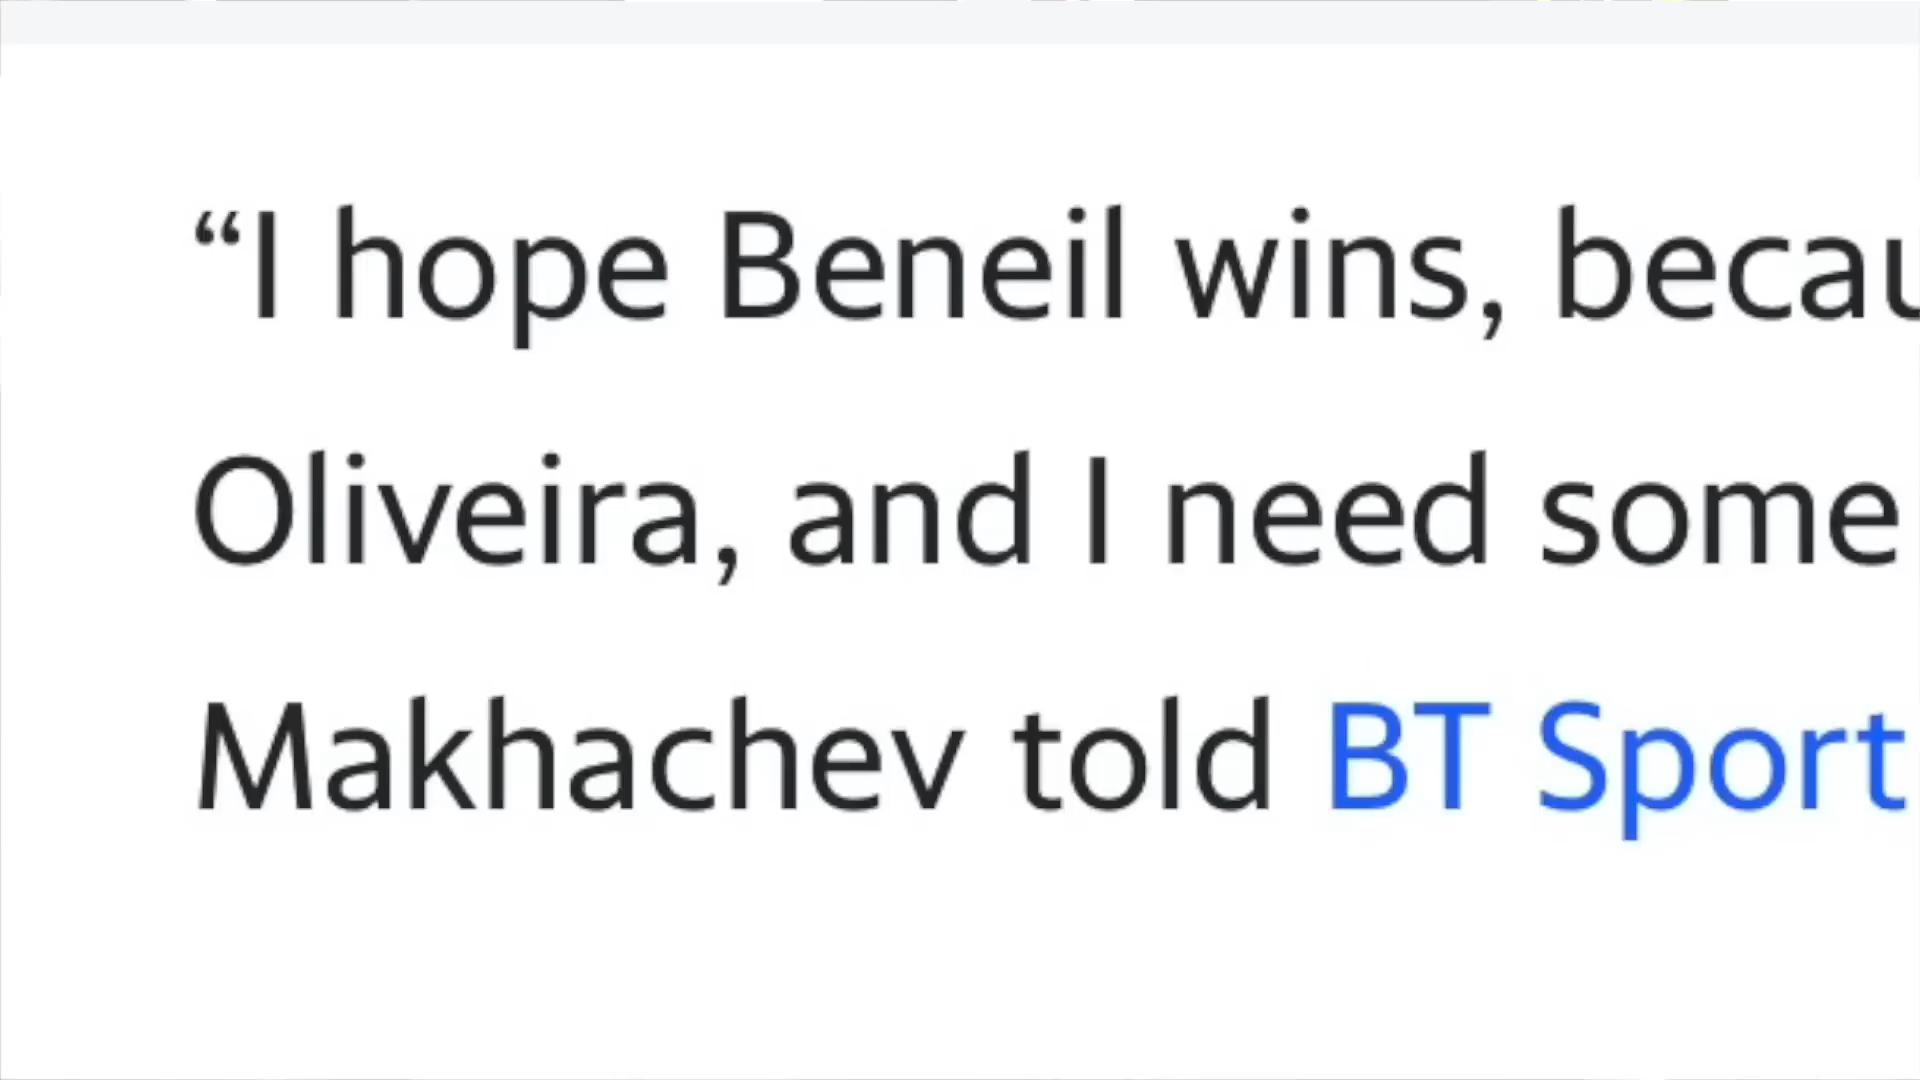 “I hope Beneil wins, becau
Oliveira, and I need some
Makhachev told BT Sport